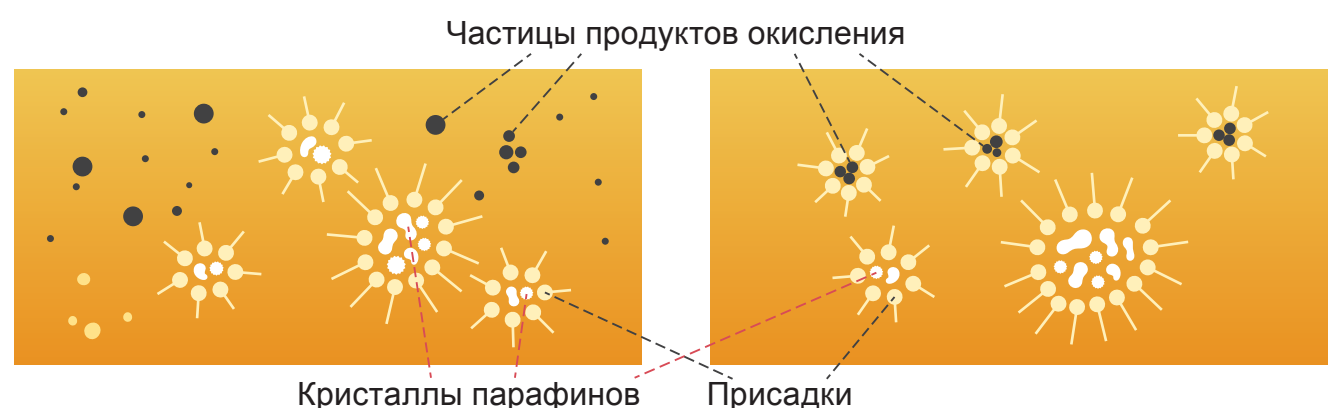 Частицы продуктов окисления
Кристаллы парафинов
Присадки